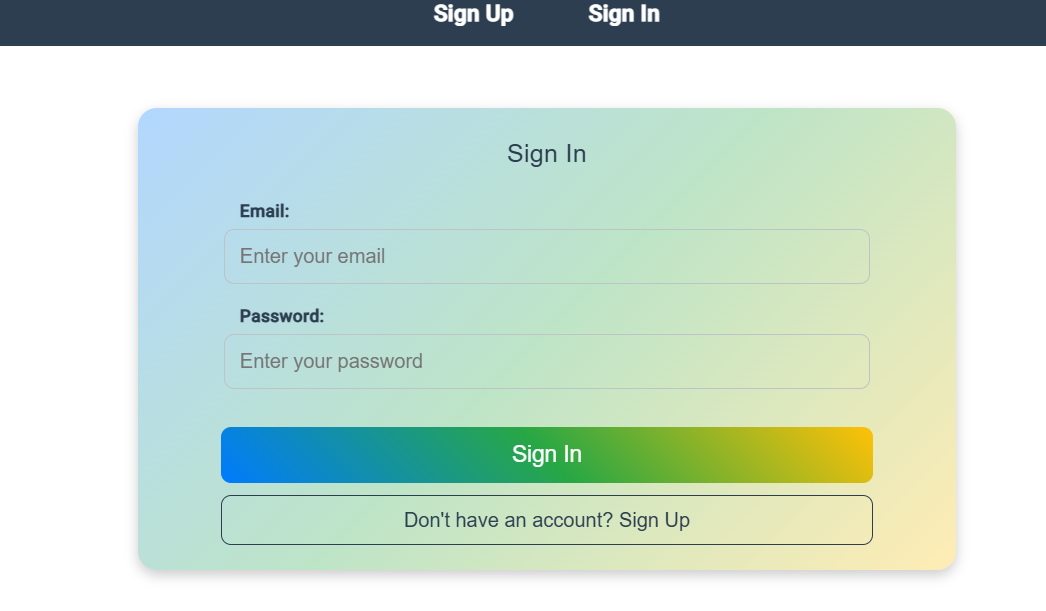 Sign Up Sign In
Sign In
Email:
Enter your email
Password:
Enter your password
Sign In
Don't have an account? Sign Up